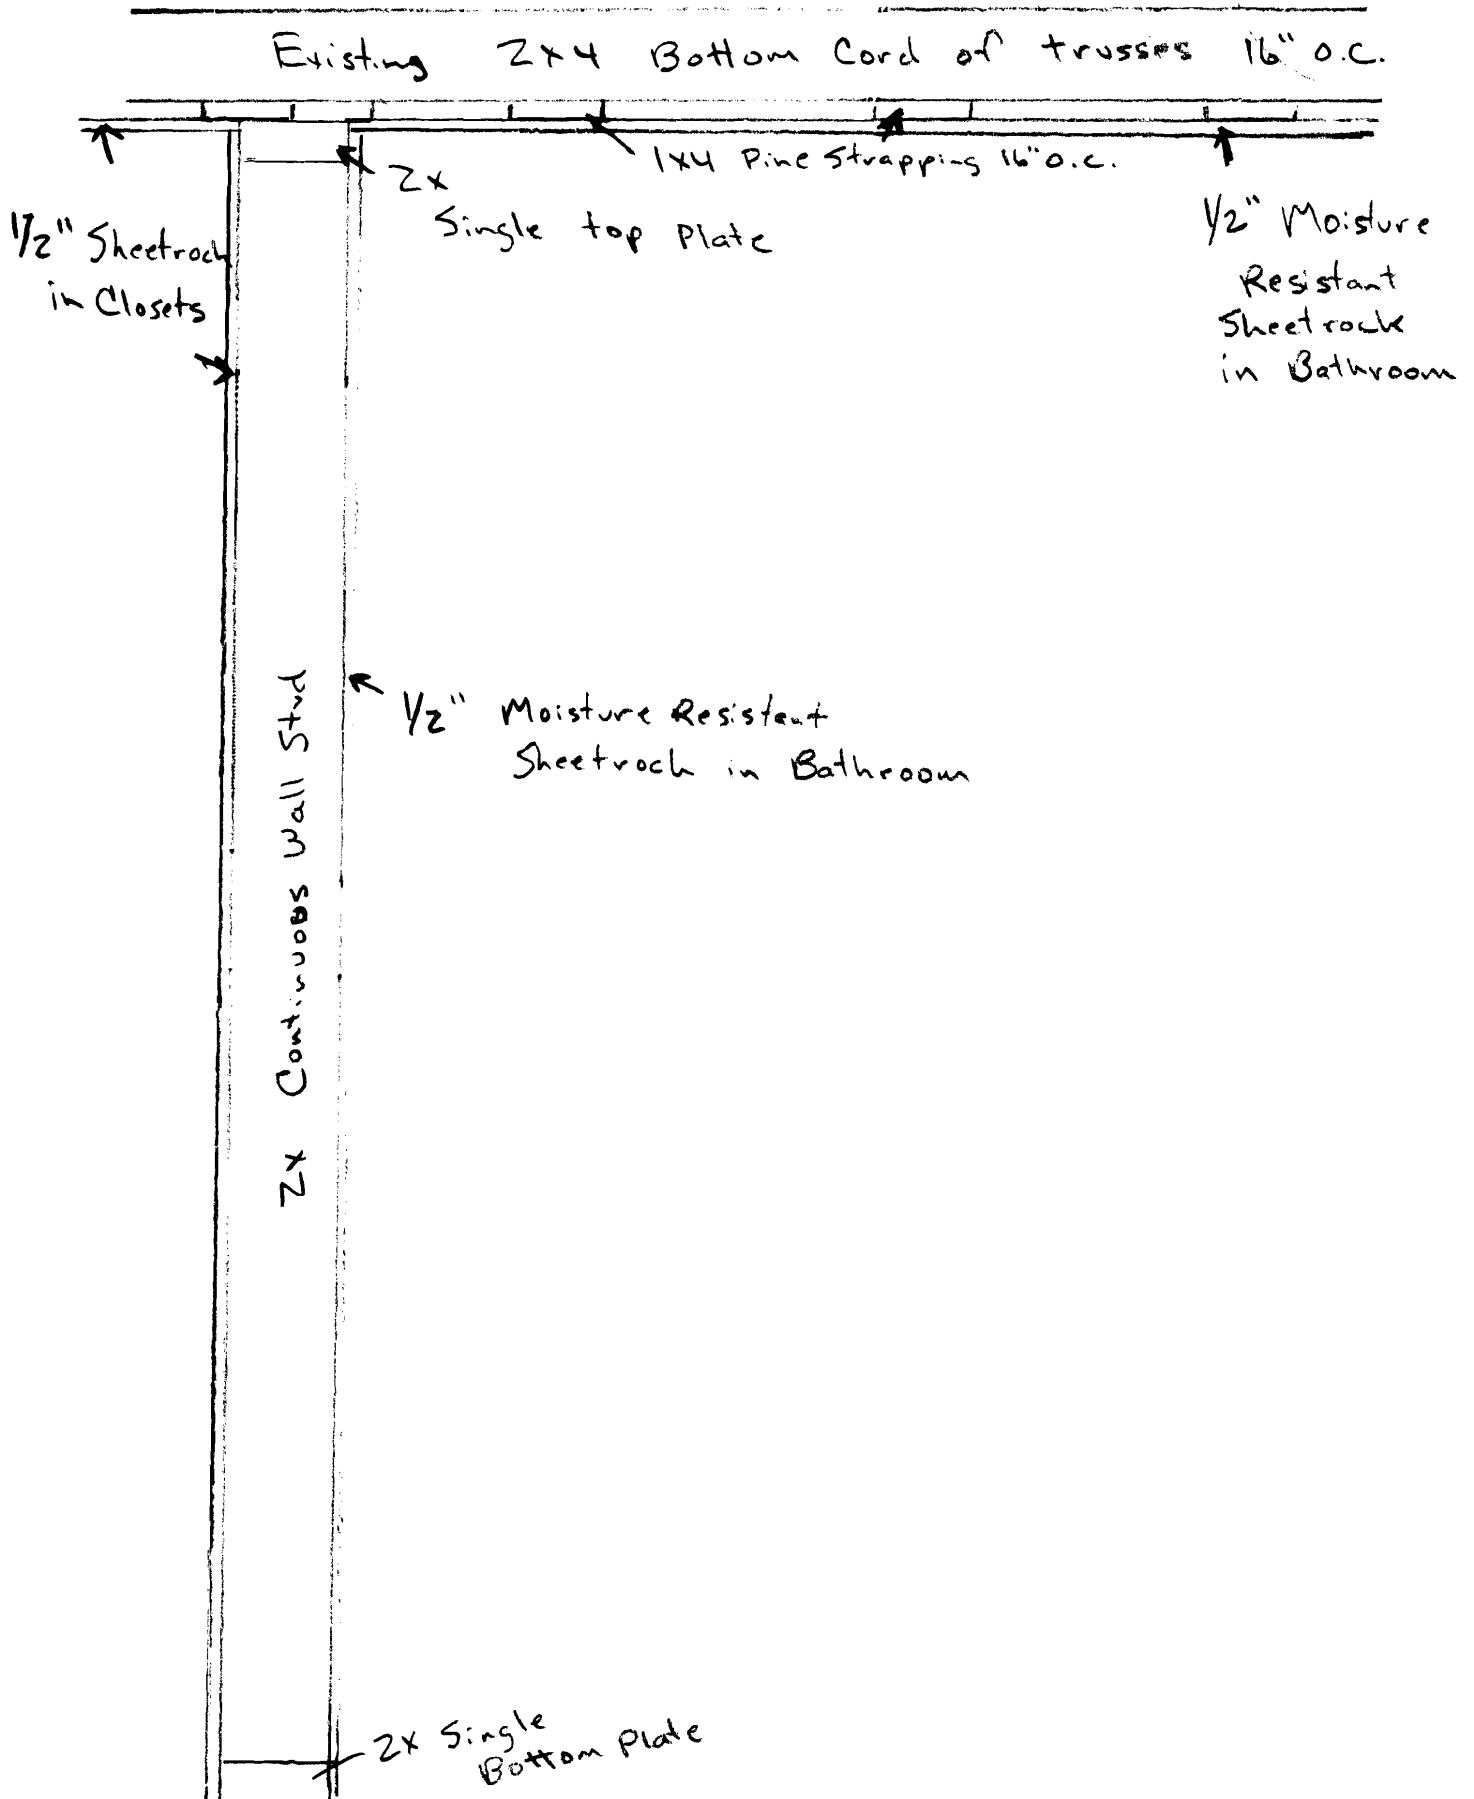 Existing 2x4 Bottom Cord of trusses 16" O.C.
1x4 Pine Strapping 16" O.C.
2x
Single top Plate
1/2" Sheetrock
in Closets
1/2" Moisture
Resistant
Sheetrock
in Bathroom
1/2" Moisture Resistant
Sheetrock in Bathroom
2x Continuous Wall Stud
2x Single
Bottom Plate